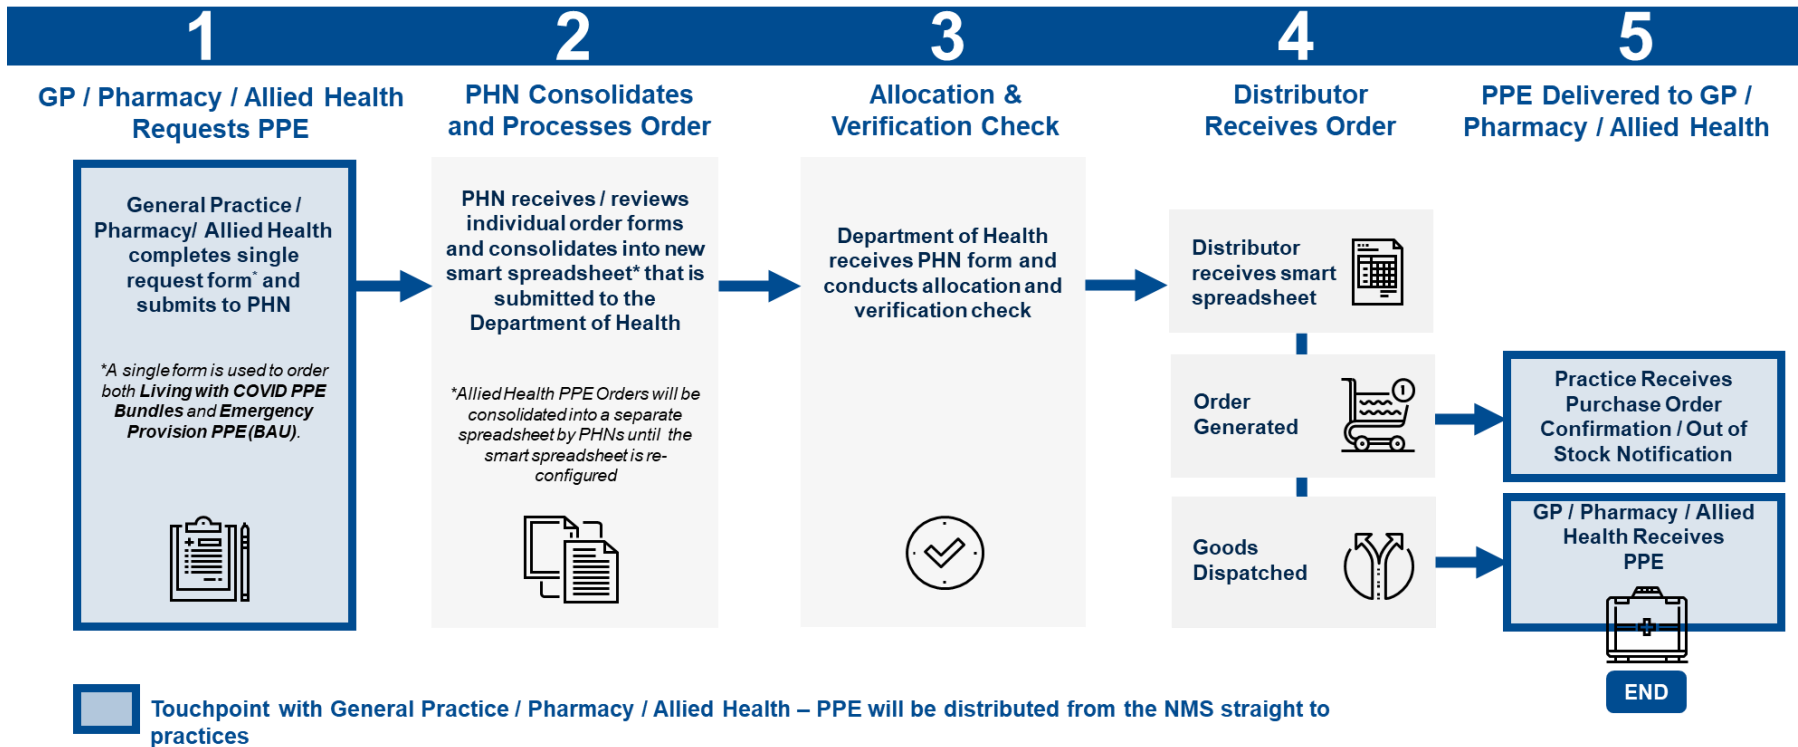 1
2
3
4
5
GP / Pharmacy / Allied Health
Requests PPE
PHN Consolidates
and Processes Order
Allocation &
Verification Check
Distributor
Receives Order
PPE Delivered to GP /
Pharmacy / Allied Health
General Practice /
Pharmacy/ Allied Health
completes single
request form* and
submits to PHN
*A single form is used to order
both Living with COVID PPE
Bundles and Emergency
Provision PPE (BAU).
PHN receives / reviews
individual order forms
and consolidates into new
smart spreadsheet* that is
submitted to the
Department of Health
*Allied Health PPE Orders will be
consolidated into a separate
spreadsheet by PHNs until the
smart spreadsheet is re-
configured
Department of Health
receives PHN form and
conducts allocation and
verification check
Distributor
receives smart
spreadsheet
Order
Generated
1
Goods
Dispatched
Practice Receives
Purchase Order
Confirmation / Out of
Stock Notification
GP / Pharmacy / Allied
Health Receives
PPE
END
Touchpoint with General Practice / Pharmacy / Allied Health – PPE will be distributed from the NMS straight to
practices